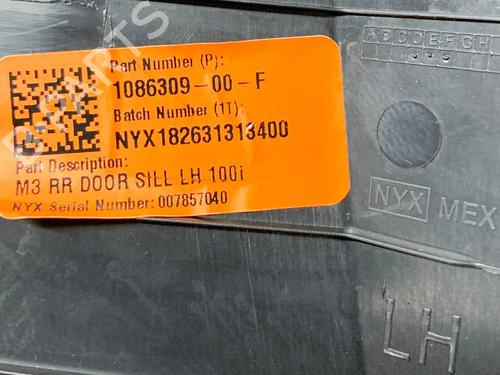 Part Number (P):
1086309-00-F
Batch Number (1T):
NYX182631313400
Part Description:
M3 RR DOOR SILL LH 100i
NYX Serial Number: 007857040
ABCDEFGH
NYX MEX
LH